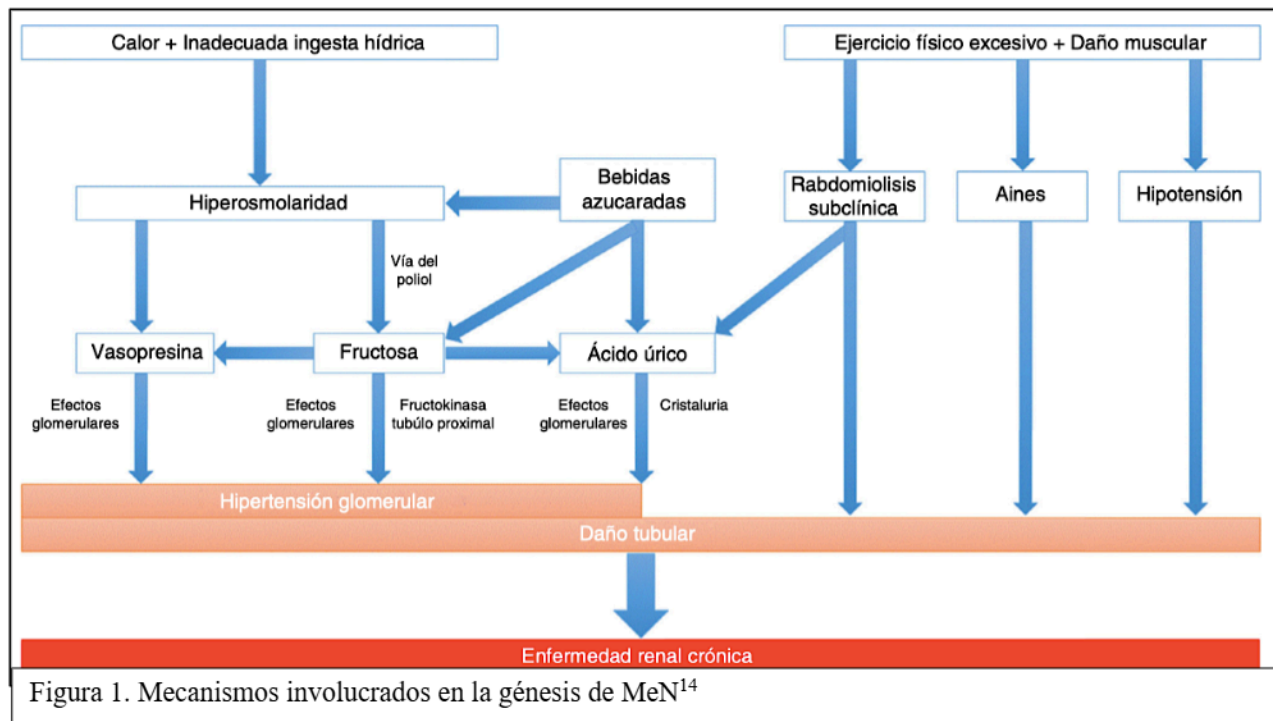 Calor + Inadecuada ingesta hídrica
Ejercicio físico excesivo + Daño muscular
Hiperosmolaridad
Bebidas
azucaradas
Rabdomiolisis
subclínica
Aines
Hipotensión
Vía del
poliol
Vasopresina
Fructosa
Ácido úrico
Efectos
glomerulares
Efectos
glomerulares
Fructokinasa
tubúlo proximal
Efectos
glomerulares
Cristaluria
Hipertensión glomerular
Daño tubular
Enfermedad renal crónica
Figura 1. Mecanismos involucrados en la génesis de MeN14